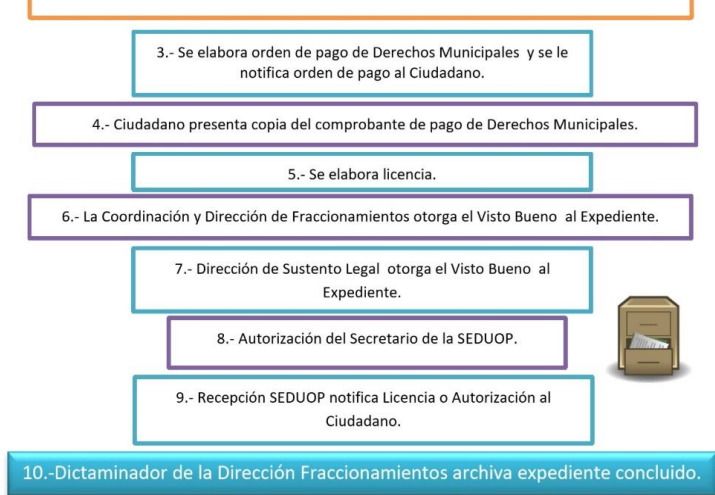 3.- Se elabora orden de pago de Derechos Municipales y se le
notifica orden de pago al Ciudadano.
4.- Ciudadano presenta copia del comprobante de pago de Derechos Municipales.
5.- Se elabora licencia.
6.- La Coordinación y Dirección de Fraccionamientos otorga el Visto Bueno al Expediente.
7.- Dirección de Sustento Legal otorga el Visto Bueno al
Expediente.
8.- Autorización del Secretario de la SEDUOP.
9.- Recepción SEDUOP notifica Licencia o Autorización al
Ciudadano.
10.-Dictaminador de la Dirección Fraccionamientos archiva expediente concluido.